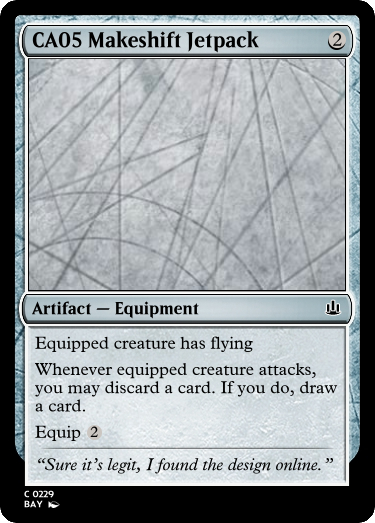 CA05 Makeshift Jetpack 2
Artifact — Equipment
Equipped creature has flying
Whenever equipped creature attacks,
you may discard a card. If you do, draw
a card.
Equip 2
“Sure it's legit, I found the design online.”
C 0229
BAY